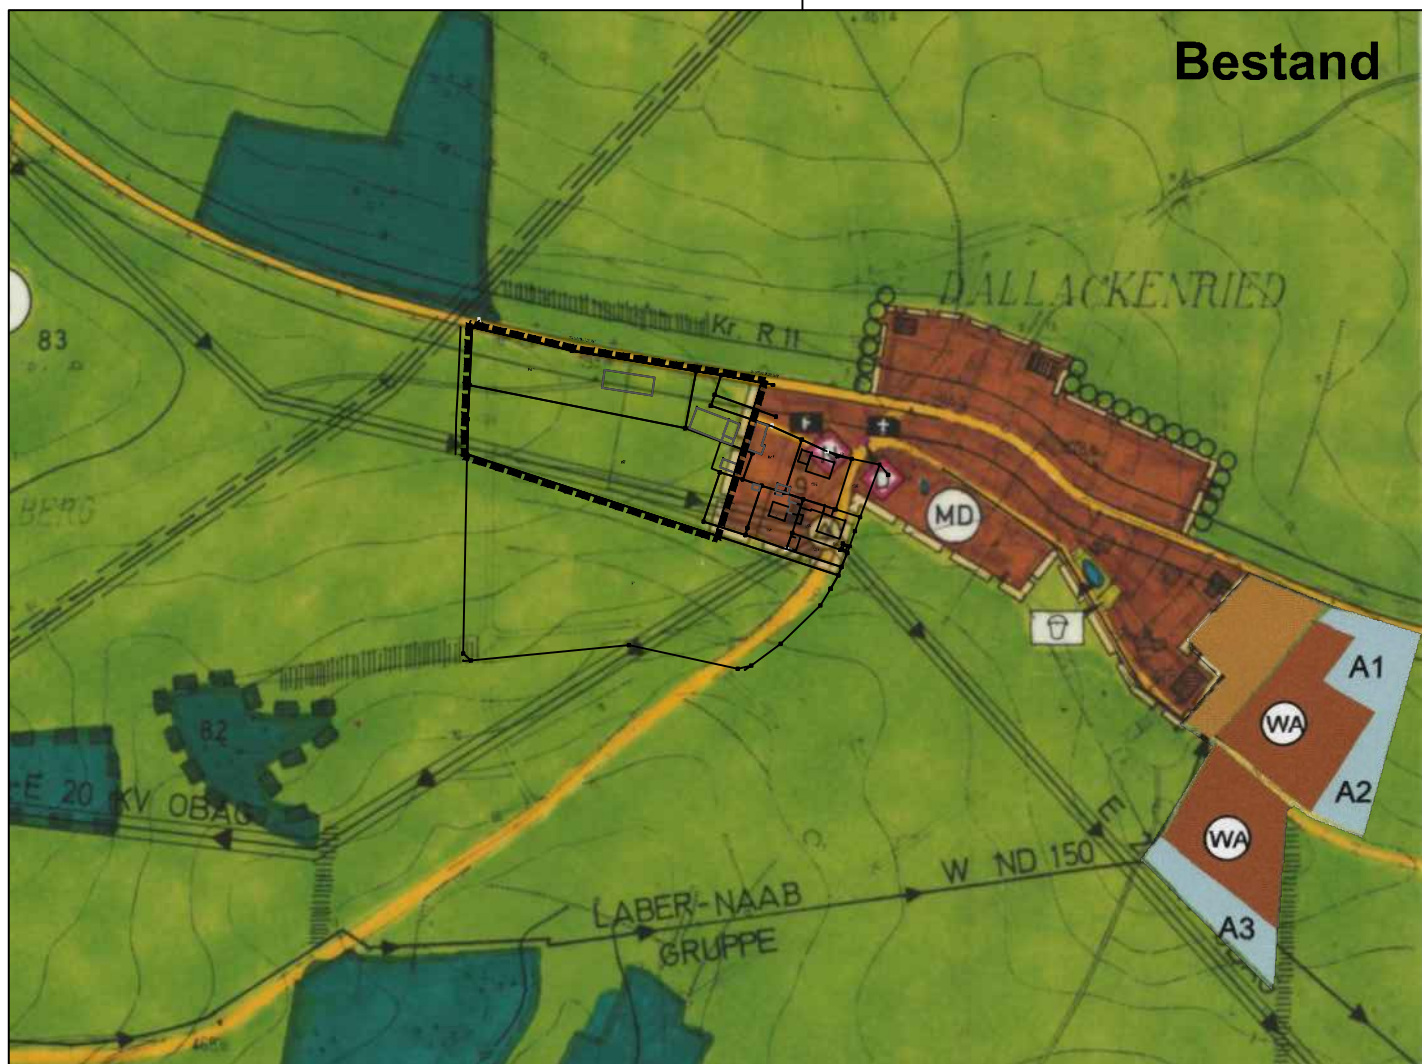 Bestand
DALLACKENRIED
Kr. R 11
83
BERG
9
MD
A1
WA
82
A2
E 20 KV OBAG
E
WA
W ND 150
LABER-NAAB
GRUPPE
A3